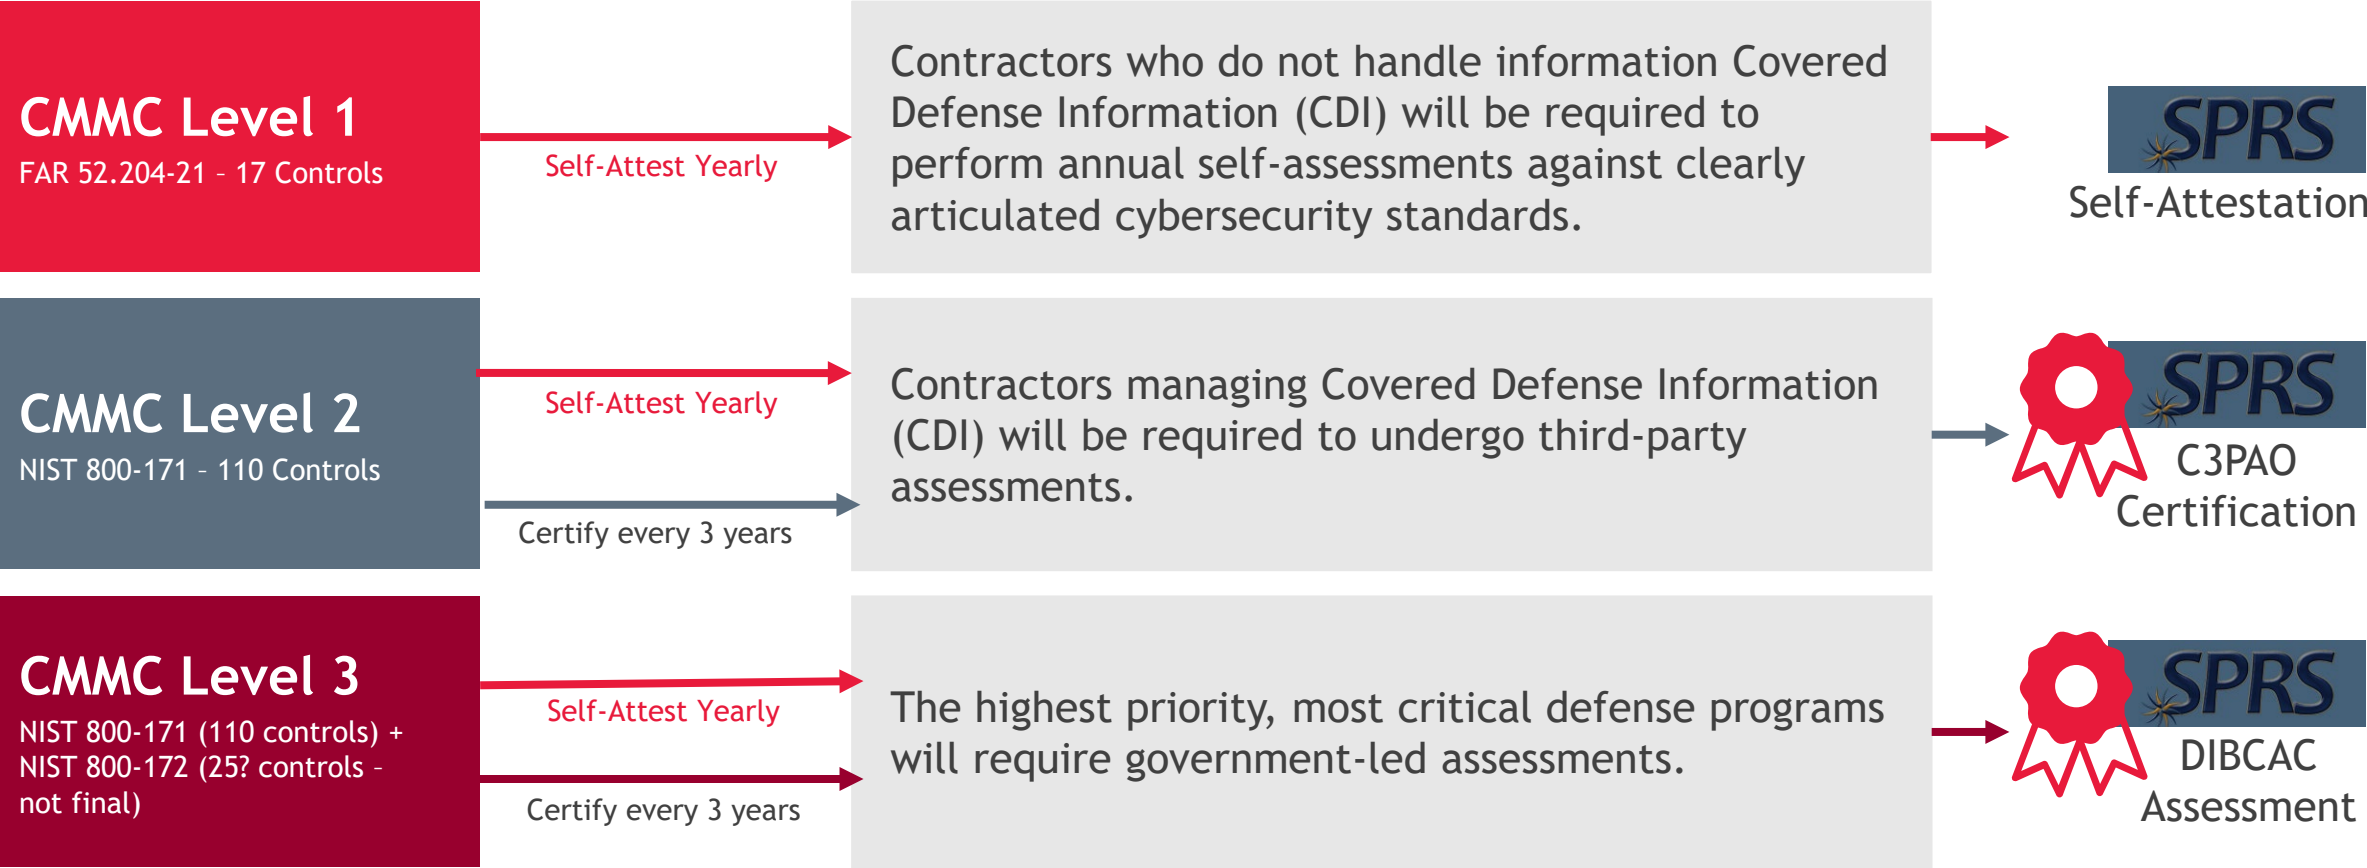 CMMC Level 1
FAR 52.204-21 – 17 Controls
Self-Attest Yearly
Contractors who do not handle information Covered
Defense Information (CDI) will be required to
perform annual self-assessments against clearly
articulated cybersecurity standards.
SPRS
Self-Attestation
CMMC Level 2
NIST 800-171 – 110 Controls
Self-Attest Yearly
Certify every 3 years
Contractors managing Covered Defense Information
(CDI) will be required to undergo third-party
assessments.
SPRS
C3PAO
Certification
CMMC Level 3
NIST 800-171 (110 controls) +
NIST 800-172 (25? controls –
not final)
Self-Attest Yearly
Certify every 3 years
The highest priority, most critical defense programs
will require government-led assessments.
SPRS
DIBCAC
Assessment